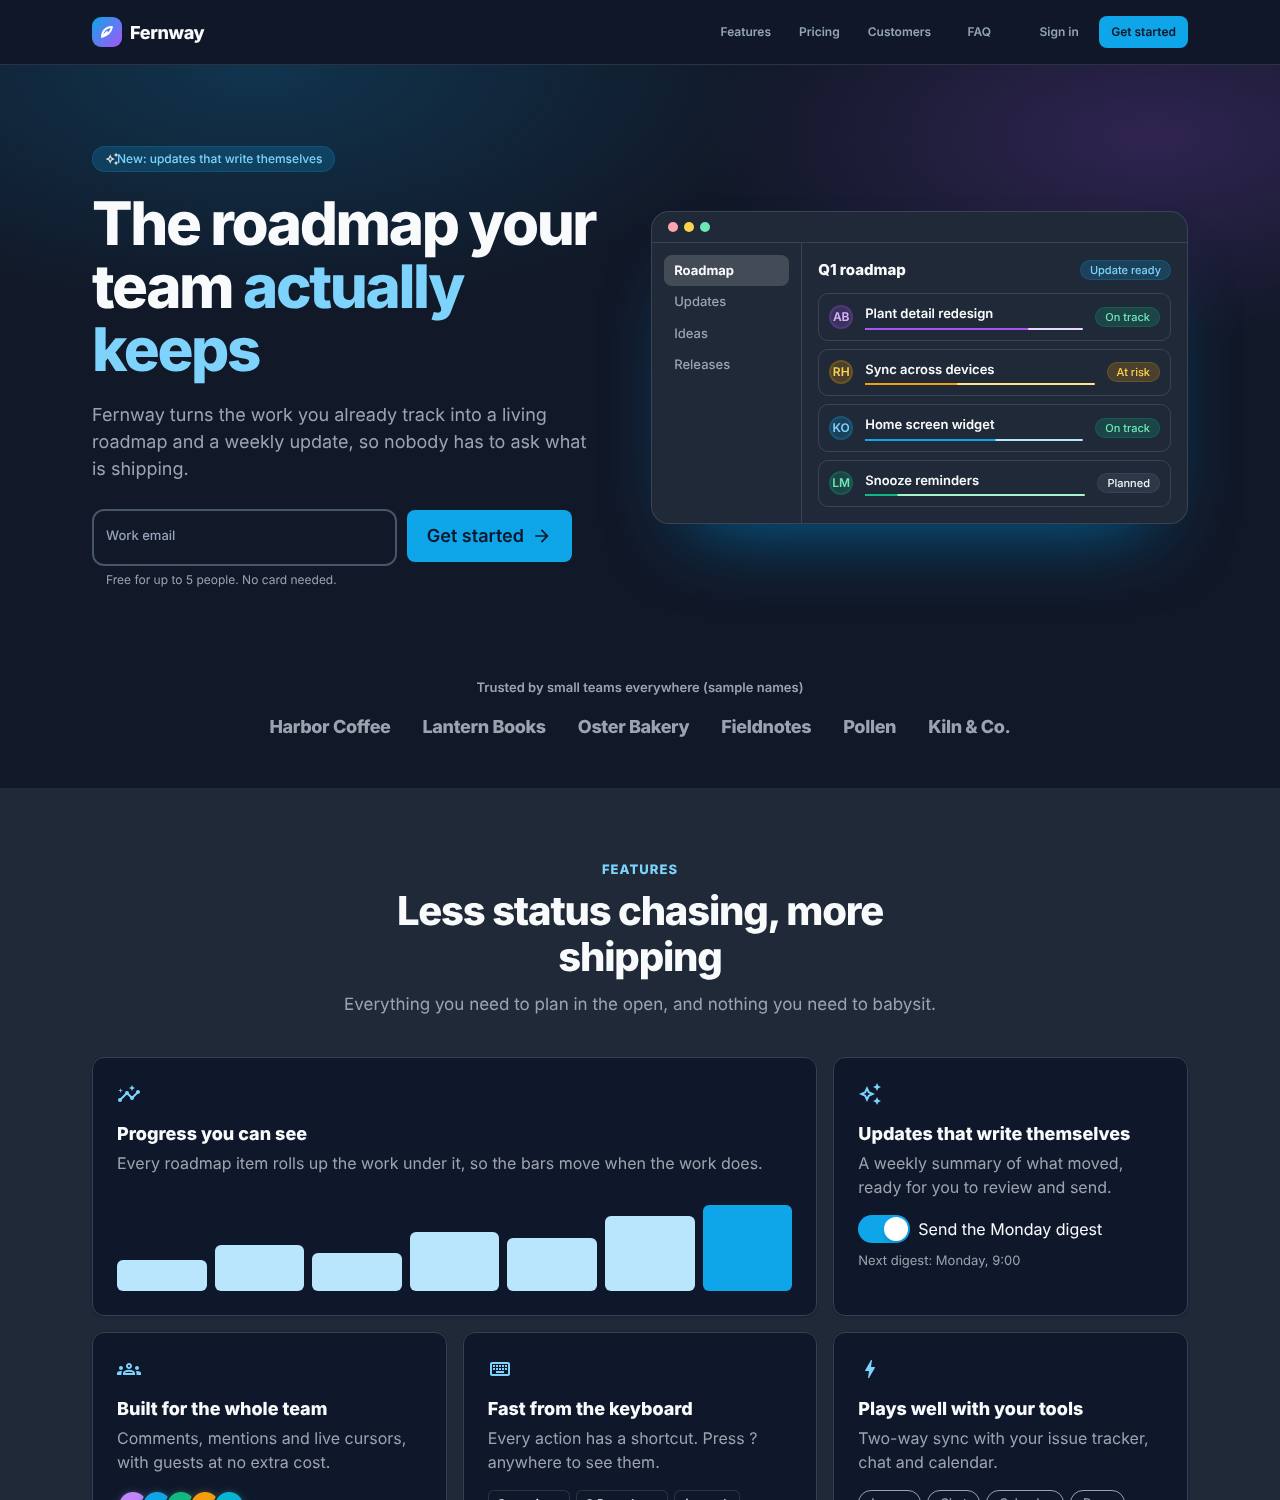 Fernway
Features Pricing Customers FAQ Sign in Get started
New: updates that write themselves
The roadmap your
team actually
keeps
Fernway turns the work you already track into a living
roadmap and a weekly update, so nobody has to ask what
is shipping.
Work email
Get started
Free for up to 5 people. No card needed.
Roadmap
Updates
Ideas
Releases
Q1 roadmap
Update ready
AB Plant detail redesign On track
RH Sync across devices At risk
KO Home screen widget On track
LM Snooze reminders Planned
Trusted by small teams everywhere (sample names)
Harbor Coffee Lantern Books Oster Bakery Fieldnotes Pollen Kiln & Co.
FEATURES
Less status chasing, more
shipping
Everything you need to plan in the open, and nothing you need to babysit.
Progress you can see
Every roadmap item rolls up the work under it, so the bars move when the work does.
Updates that write themselves
A weekly summary of what moved,
ready for you to review and send.
Send the Monday digest
Next digest: Monday, 9:00
Built for the whole team
Comments, mentions and live cursors,
with guests at no extra cost.
Fast from the keyboard
Every action has a shortcut. Press ?
anywhere to see them.
Plays well with your tools
Two-way sync with your issue tracker,
chat and calendar.